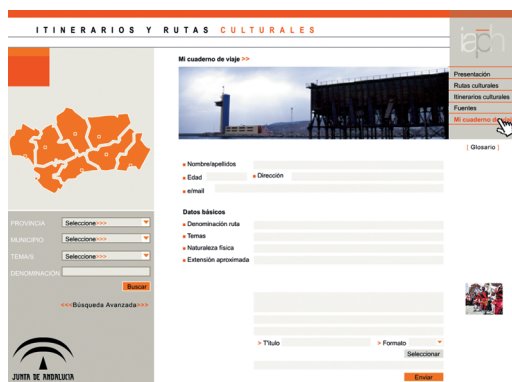 ITINERARIOS Y RUTAS CULTURALES
iaph
Mi cuaderno de viaje >>
Presentación
Rutas culturales
Itinerarios culturales
Fuentes
Mi cuaderno de viaje
[ Glosario ]
Nombre/apellidos
Edad
Dirección
e/mail
Datos básicos
Denominación ruta
Temas
Naturaleza física
Extensión aproximada
PROVINCIA Seleccione>>>
MUNICIPIO Seleccione>>>
TEMA/S Seleccione>>>
DENOMINACIÓN
Buscar
<<<Búsqueda Avanzada>>>
> Título
> Formato
Seleccionar
Enviar
JUNTA DE ANDALUCIA